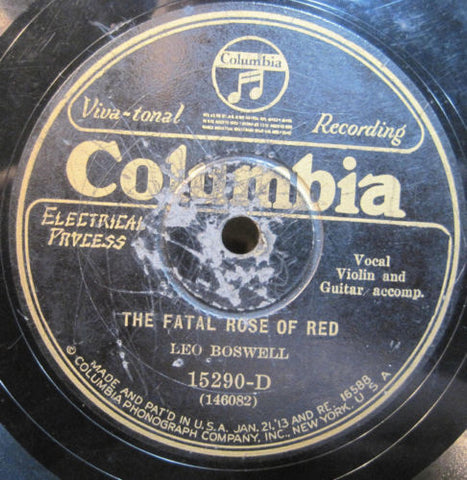 Columbia
Viva-tonal Recording
Columbia
ELECTRICAL
PROCESS
Vocal
Violin and
Guitar accomp.
THE FATAL ROSE OF RED
LEO BOSWELL
15290-D
(146082)
MADE AND PAT'D IN U.S.A. JAN. 21,'13 AND RE. 16588
© COLUMBIA PHONOGRAPH COMPANY, INC., NEW YORK, U.S.A.